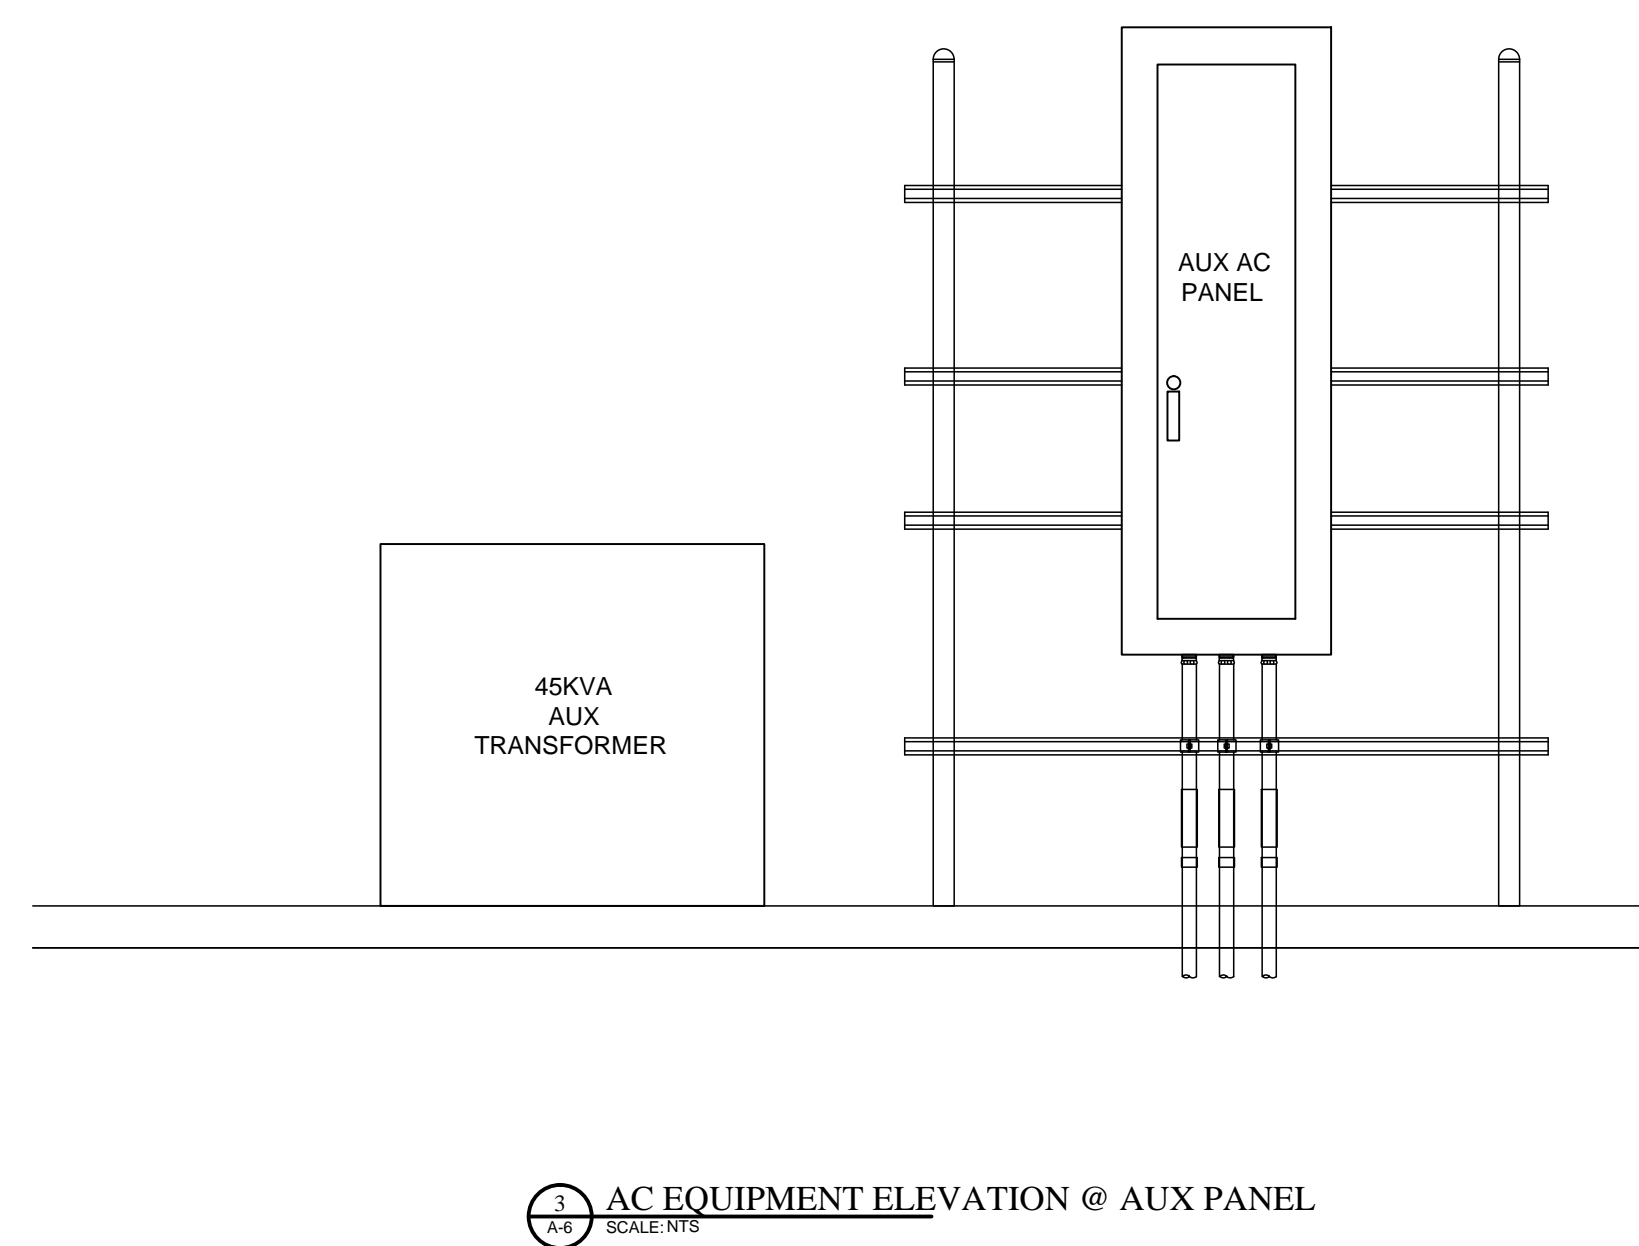 AUX AC
PANEL
45KVA
AUX
TRANSFORMER
3
A-6
AC EQUIPMENT ELEVATION @ AUX PANEL
SCALE: NTS